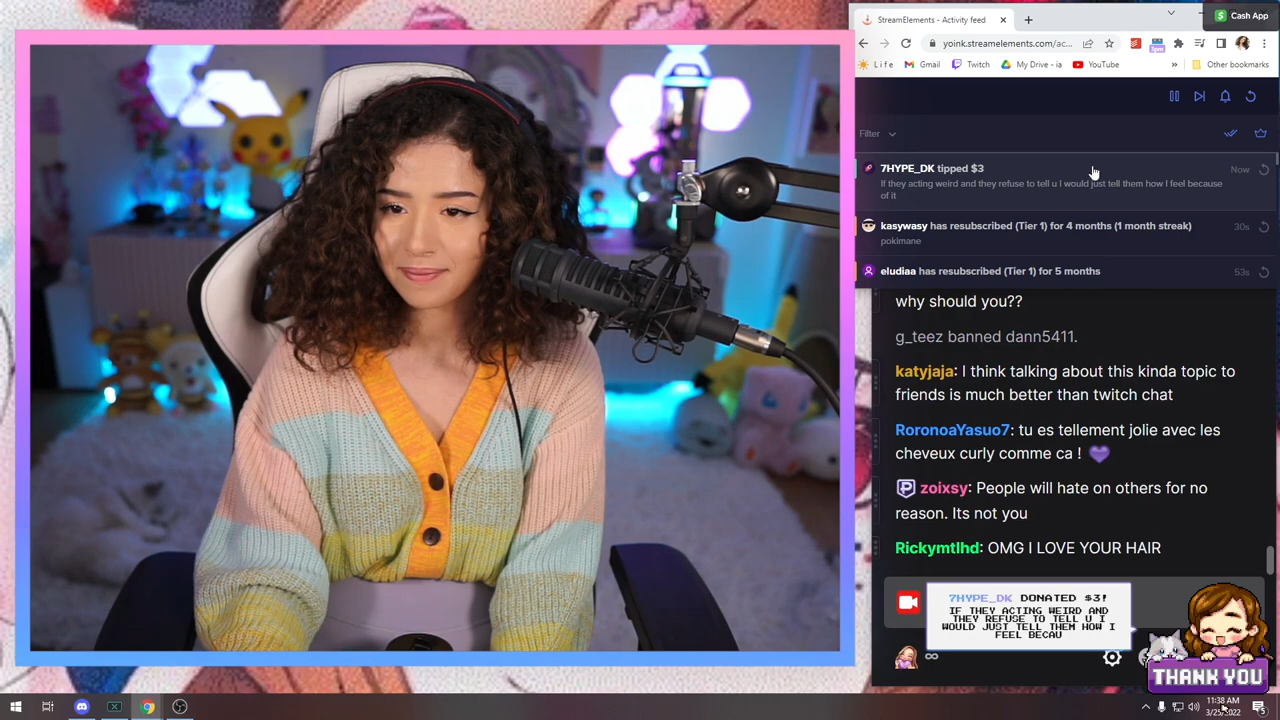 StreamElements - Activity feed
Cash App
yoink.streamelements.com/ac...
5pm
Life
Gmail
Twitch
My Drive - ia
YouTube
»
Other bookmarks
Filter
7HYPE_DK tipped $3
Now
If they acting weird and they refuse to tell u I would just tell them how I feel because
of it
kasywasy has resubscribed (Tier 1) for 4 months (1 month streak)
30s
pokimane
eludiaa has resubscribed (Tier 1) for 5 months
53s
why should you??
g_teez banned dann5411.
katyjaja: I think talking about this kinda topic to
friends is much better than twitch chat
RoronoaYasuo7: tu es tellement jolie avec les
cheveux curly comme ca !
zoixsy: People will hate on others for no
reason. Its not you
Rickymtlhd: OMG I LOVE YOUR HAIR
7HYPE_DK DONATED $3!
IF THEY ACTING WEIRD AND
THEY REFUSE TO TELL U I
WOULD JUST TELL THEM HOW I
FEEL BECAU
THANK YOU
11:38 AM
3/25/2022